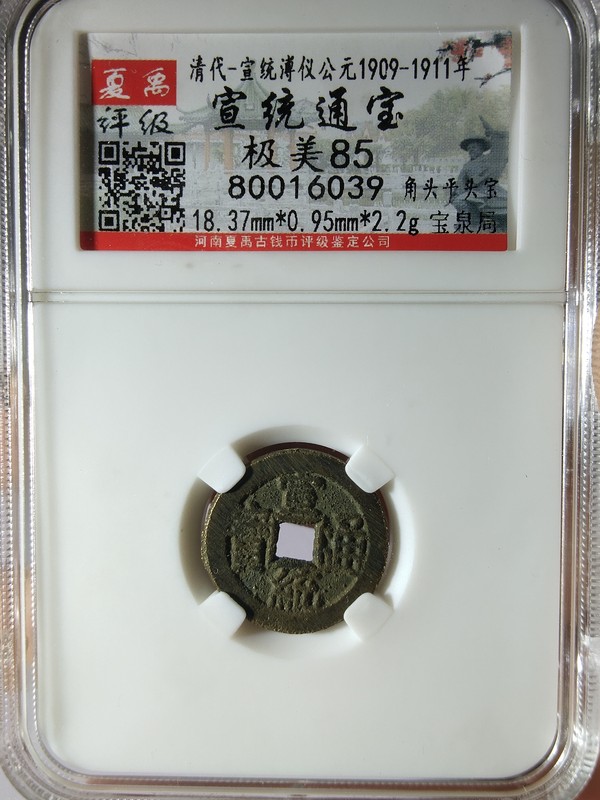 夏禹
评级
清代-宣统溥仪公元1909-1911年
宣统通宝
极美85
80016039 角头平头宝
18.37mm*0.95mm*2.2g 宝泉局
河南夏禹古钱币评级鉴定公司
宣統通寶